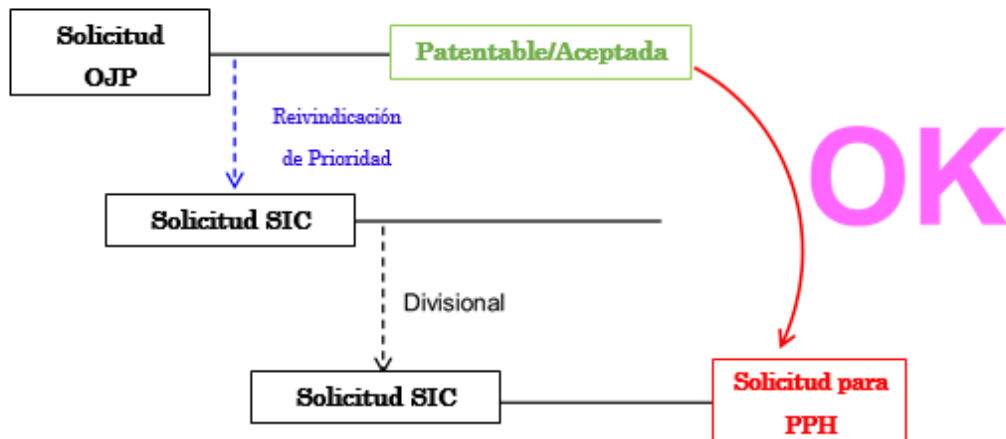 Solicitud
OJP
Patentable/Aceptada
Reivindicación
de Prioridad
OK
Solicitud SIC
Divisional
Solicitud SIC
Solicitud para
PPH